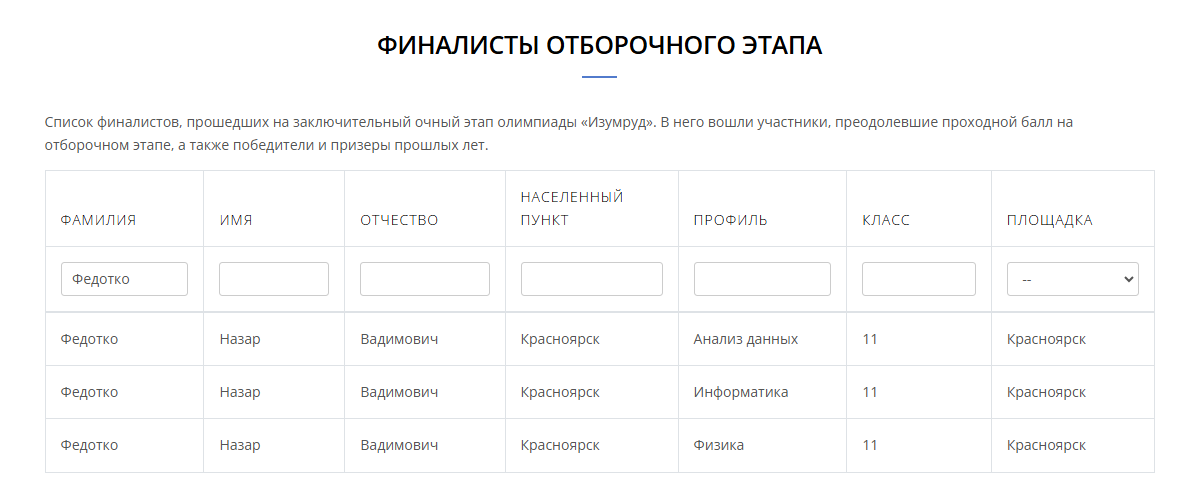 ФИНАЛИСТЫ ОТБОРОЧНОГО ЭТАПА
Список финалистов, прошедших на заключительный очный этап олимпиады «Изумруд». В него вошли участники, преодолевшие проходной балл на
отборочном этапе, а также победители и призеры прошлых лет.
ФАМИЛИЯ ИМЯ ОТЧЕСТВО НАСЕЛЕННЫЙ ПУНКТ ПРОФИЛЬ КЛАСС ПЛОЩАДКА
Федотко --
Федотко Назар Вадимович Красноярск Анализ данных 11 Красноярск
Федотко Назар Вадимович Красноярск Информатика 11 Красноярск
Федотко Назар Вадимович Красноярск Физика 11 Красноярск